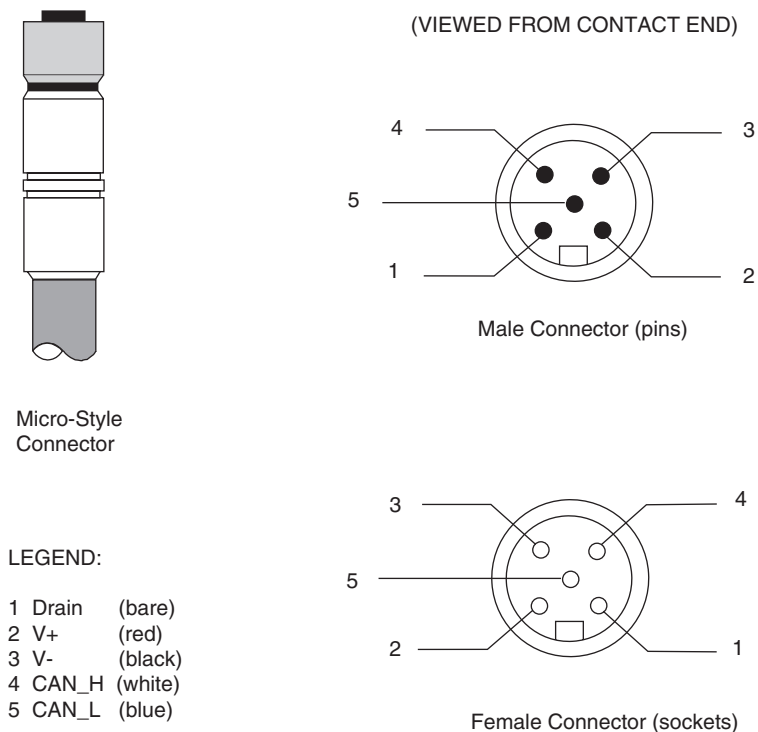 (VIEWED FROM CONTACT END)
4
3
5
1
2
Male Connector (pins)
Micro-Style
Connector
3
4
5
2
1
Female Connector (sockets)
LEGEND:
1 Drain (bare)
2 V+ (red)
3 V- (black)
4 CAN_H (white)
5 CAN_L (blue)